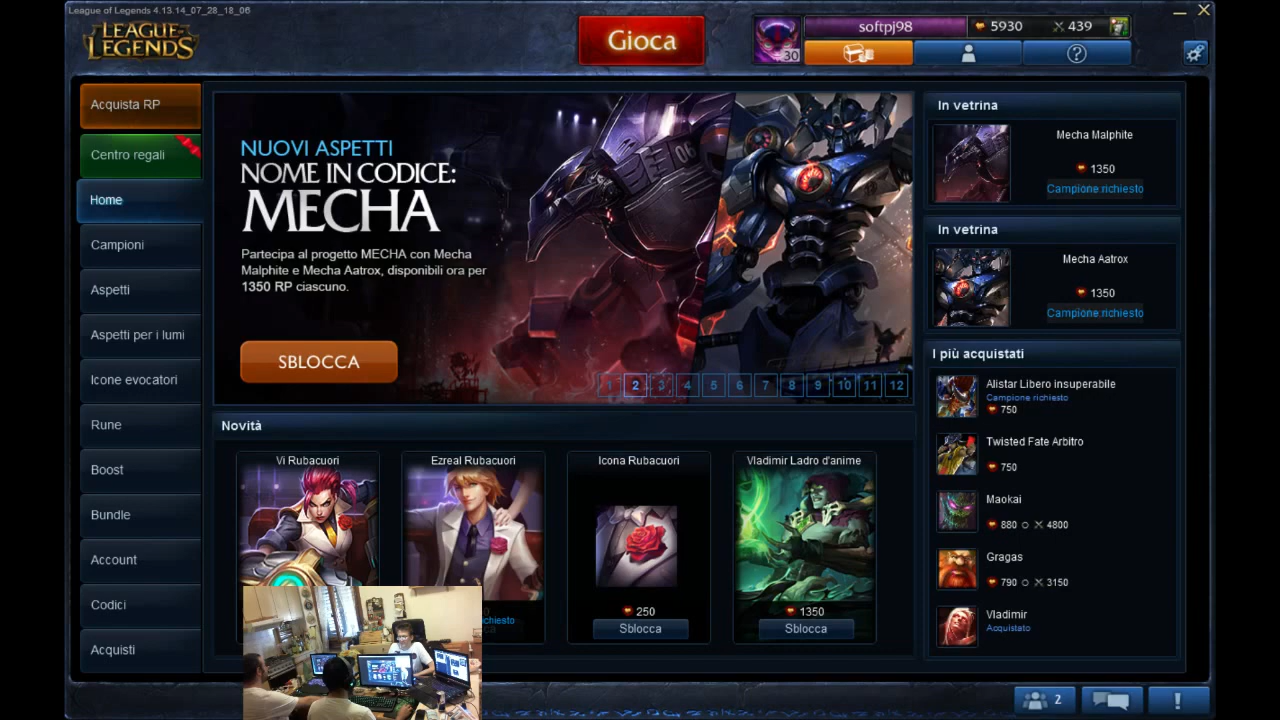 League of Legends 4.13.14_07_28_18_06
LEAGUE OF
LEGENDS
Gioca
30
softpj98
5930
439
Acquista RP
Centro regali
Home
Campioni
Aspetti
Aspetti per i lumi
Icone evocatori
Rune
Boost
Bundle
Account
Codici
Acquisti
NUOVI ASPETTI
NOME IN CODICE:
MECHA
Partecipa al progetto MECHA con Mecha
Malphite e Mecha Aatrox, disponibili ora per
1350 RP ciascuno.
SBLOCCA
06
1 2 3 4 5 6 7 8 9 10 11 12
Novità
Vi Rubacuori
Ezreal Rubacuori
Icona Rubacuori
250
Sblocca
Vladimir Ladro d'anime
1350
Sblocca
In vetrina
Mecha Malphite
1350
Campione richiesto
In vetrina
Mecha Aatrox
1350
Campione richiesto
I più acquistati
Alistar Libero insuperabile
Campione richiesto
750
Twisted Fate Arbitro
750
Maokai
880 O 4800
Gragas
790 O 3150
Vladimir
Acquistato
2